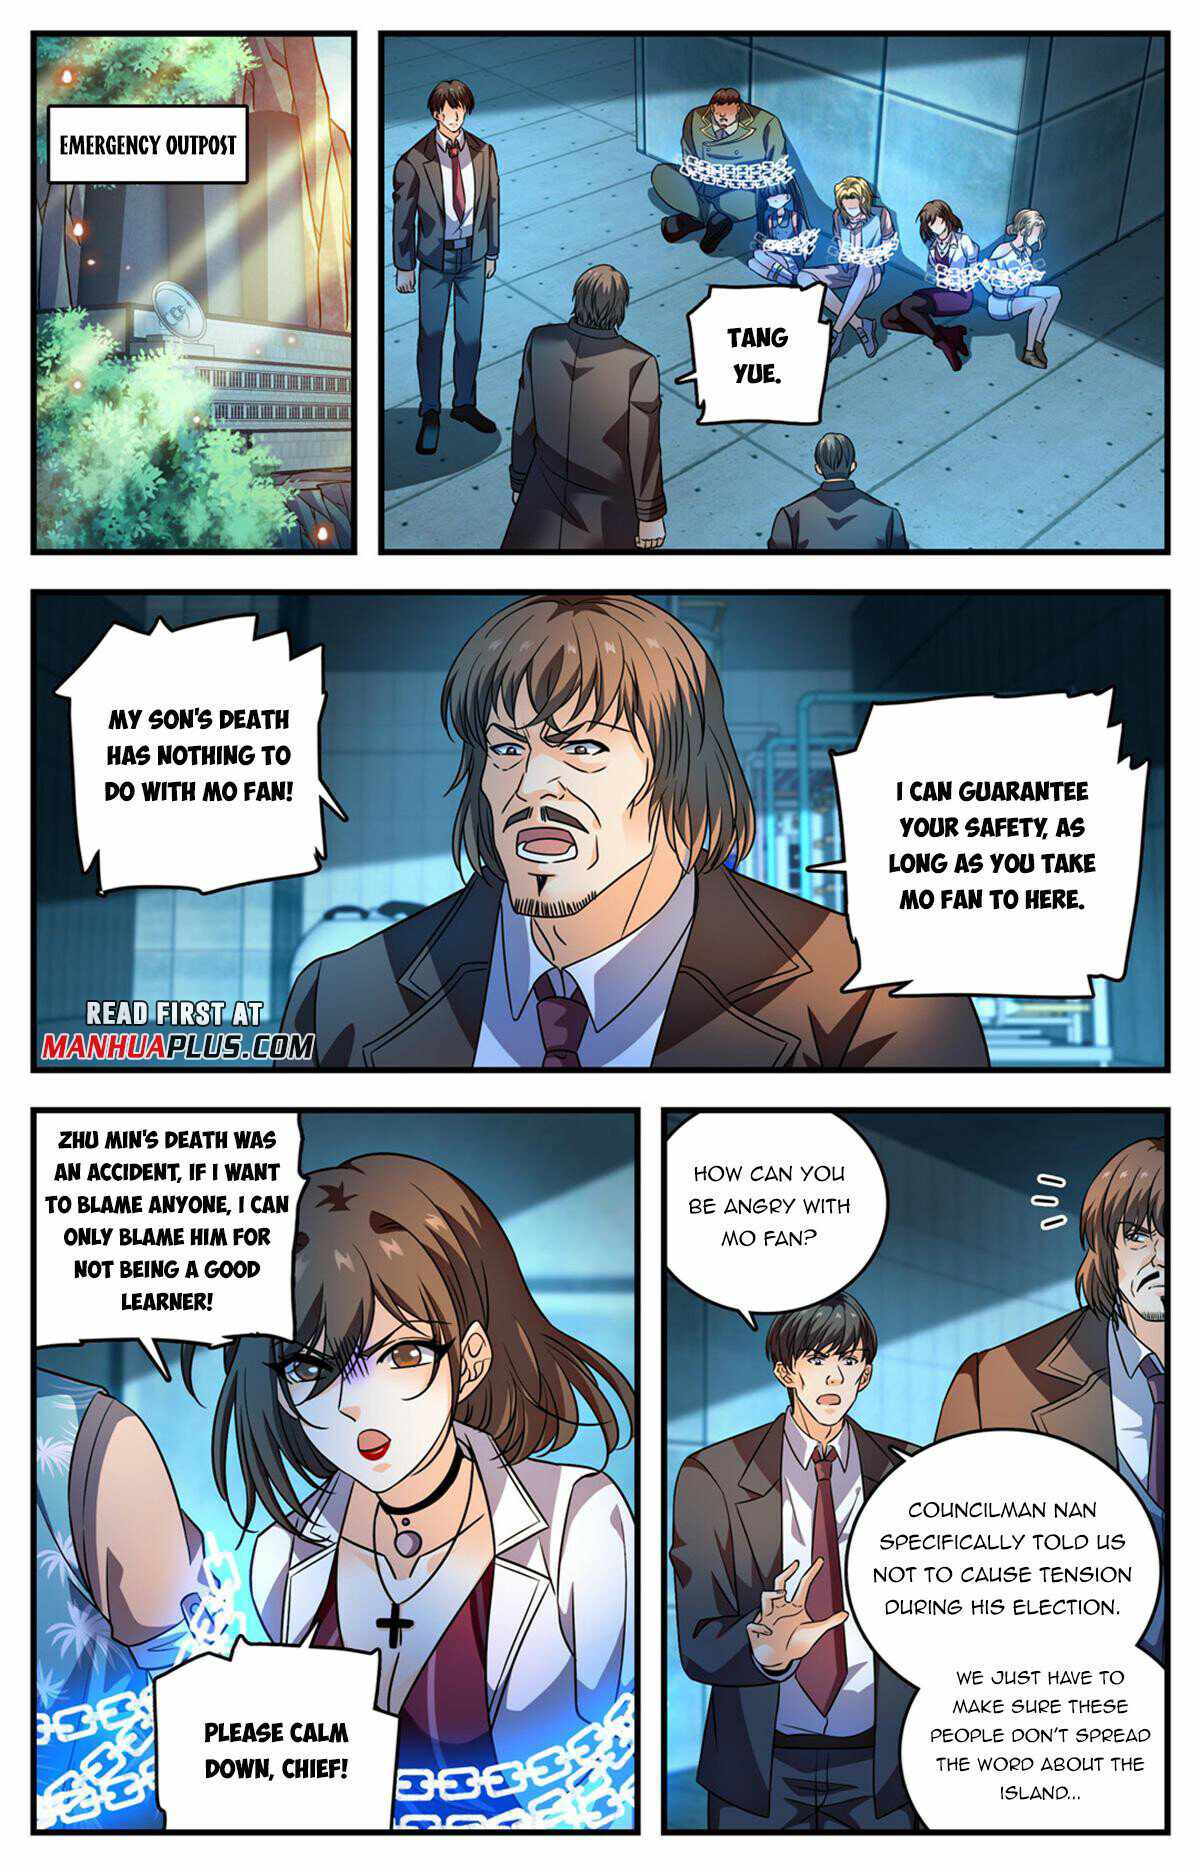 EMERGENCY OUTPOST
TANG
YUE.
MY SON'S DEATH
HAS NOTHING TO
DO WITH MO FAN!
I CAN GUARANTEE
YOUR SAFETY, AS
LONG AS YOU TAKE
MO FAN TO HERE.
READ FIRST AT
MANHUAPLUS.COM
ZHU MIN'S DEATH WAS
AN ACCIDENT, IF I WANT
TO BLAME ANYONE, I CAN
ONLY BLAME HIM FOR
NOT BEING A GOOD
LEARNER!
PLEASE CALM
DOWN, CHIEF!
HOW CAN YOU
BE ANGRY WITH
MO FAN?
COUNCILMAN NAN
SPECIFICALLY TOLD US
NOT TO CAUSE TENSION
DURING HIS ELECTION.
WE JUST HAVE TO
MAKE SURE THESE
PEOPLE DON'T SPREAD
THE WORD ABOUT THE
ISLAND...